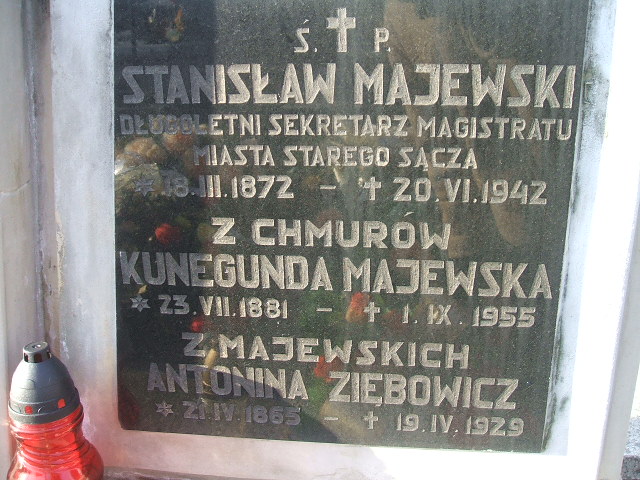 Ś. † P.
STANISŁAW MAJEWSKI
DŁUGOLETNI SEKRETARZ MAGISTRATU
MIASTA STAREGO SĄCZA
* 18.III.1872 – † 20.VI.1942
Z CHMURÓW
KUNEGUNDA MAJEWSKA
* 23.VII.1881 – † 1.IX.1955
Z MAJEWSKICH
ANTONINA ZIĘBOWICZ
* 21.IV.1865 – † 19.IV.1929